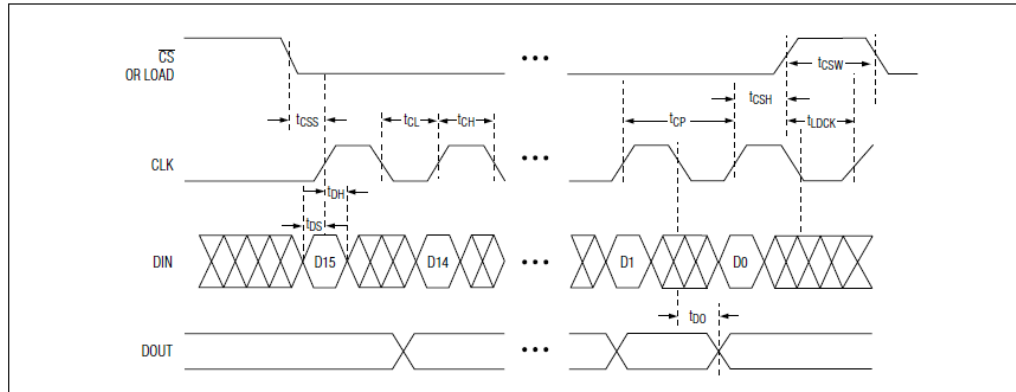 CS
OR LOAD
•••
tCSW
tCSH
tCSS
tCL
tCH
tCP
tLDCK
CLK
•••
tDH
tDS
DIN
D15
D14
•••
D1
D0
tDO
DOUT
•••